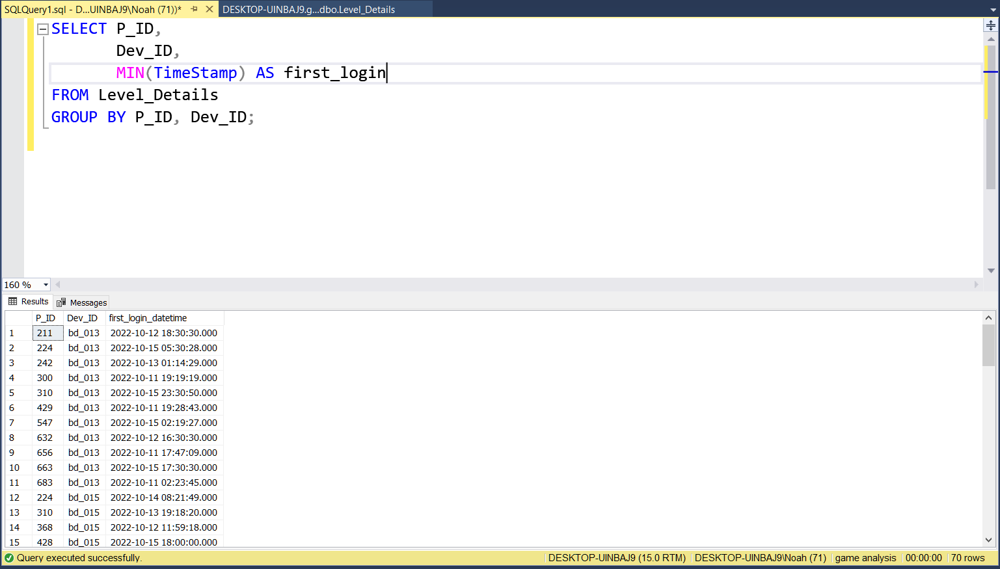 SQLQuery1.sql - D...UINBAJ9\Noah (71))* DESKTOP-UINBAJ9.g...dbo.Level_Details
SELECT P_ID,
Dev_ID,
MIN(TimeStamp) AS first_login
FROM Level_Details
GROUP BY P_ID, Dev_ID;
160 %
Results Messages
P_ID Dev_ID first_login_datetime
1 211 bd_013 2022-10-12 18:30:30.000
2 224 bd_013 2022-10-15 05:30:28.000
3 242 bd_013 2022-10-13 01:14:29.000
4 300 bd_013 2022-10-11 19:19:19.000
5 310 bd_013 2022-10-15 23:30:50.000
6 429 bd_013 2022-10-11 19:28:43.000
7 547 bd_013 2022-10-15 02:19:27.000
8 632 bd_013 2022-10-12 16:30:30.000
9 656 bd_013 2022-10-11 17:47:09.000
10 663 bd_013 2022-10-15 17:30:30.000
11 683 bd_013 2022-10-11 02:23:45.000
12 224 bd_015 2022-10-14 08:21:49.000
13 310 bd_015 2022-10-13 19:18:20.000
14 368 bd_015 2022-10-12 11:59:18.000
15 428 bd_015 2022-10-15 18:00:00.000
Query executed successfully. DESKTOP-UINBAJ9 (15.0 RTM) DESKTOP-UINBAJ9\Noah (71) game analysis 00:00:00 70 rows